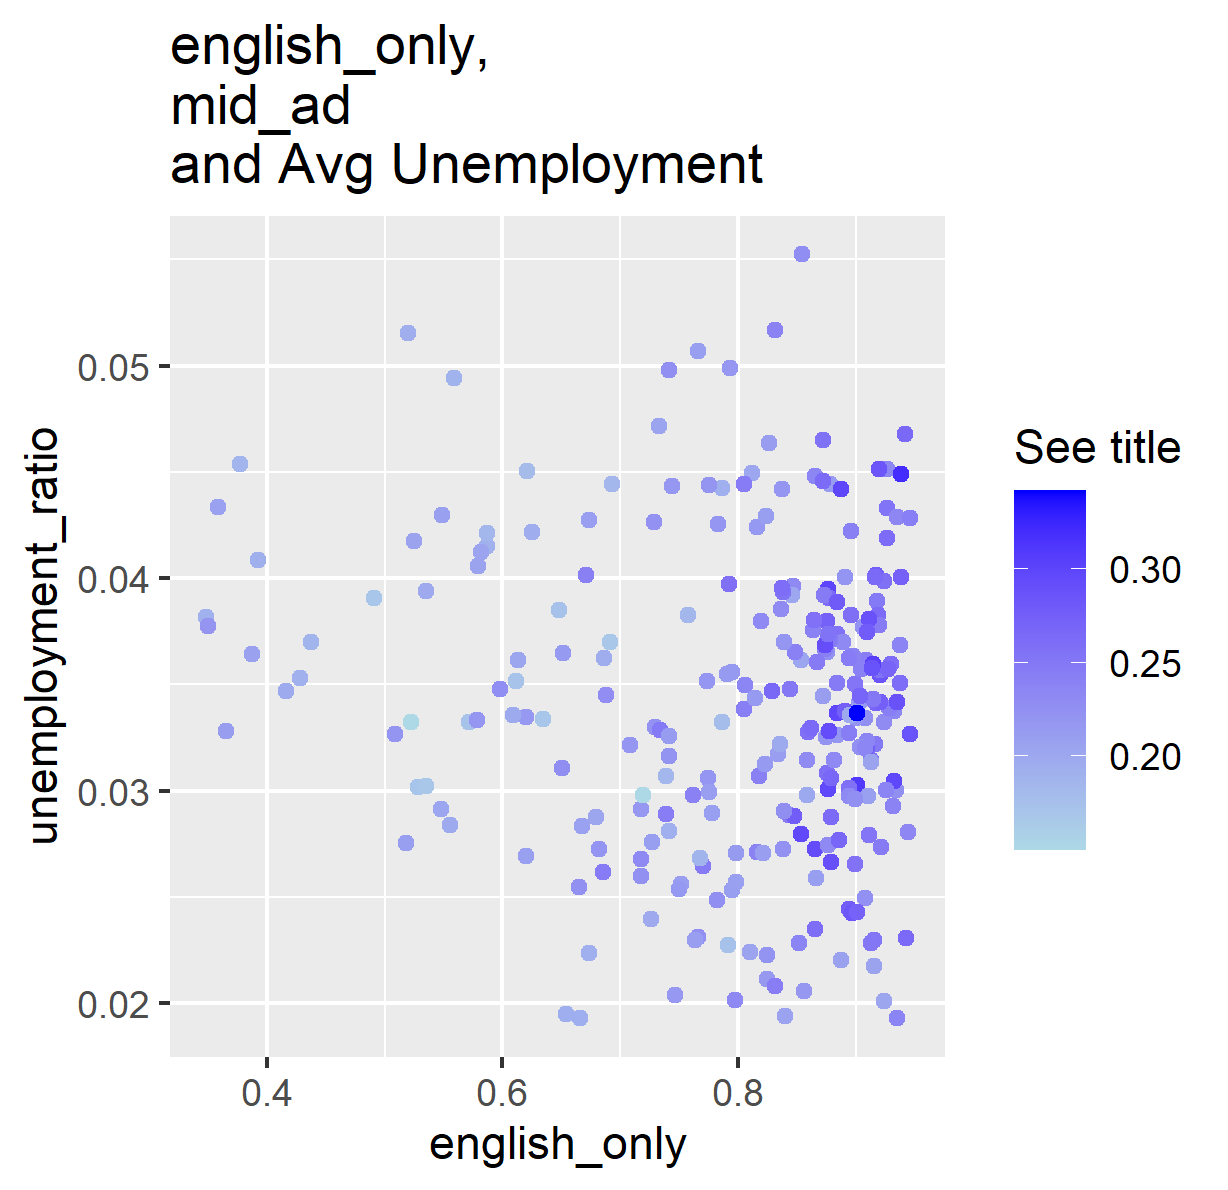 english_only,
mid_ad
and Avg Unemployment
unemployment_ratio
0.05
0.04
0.03
0.02
0.4 0.6 0.8
english_only
See title
0.30
0.25
0.20